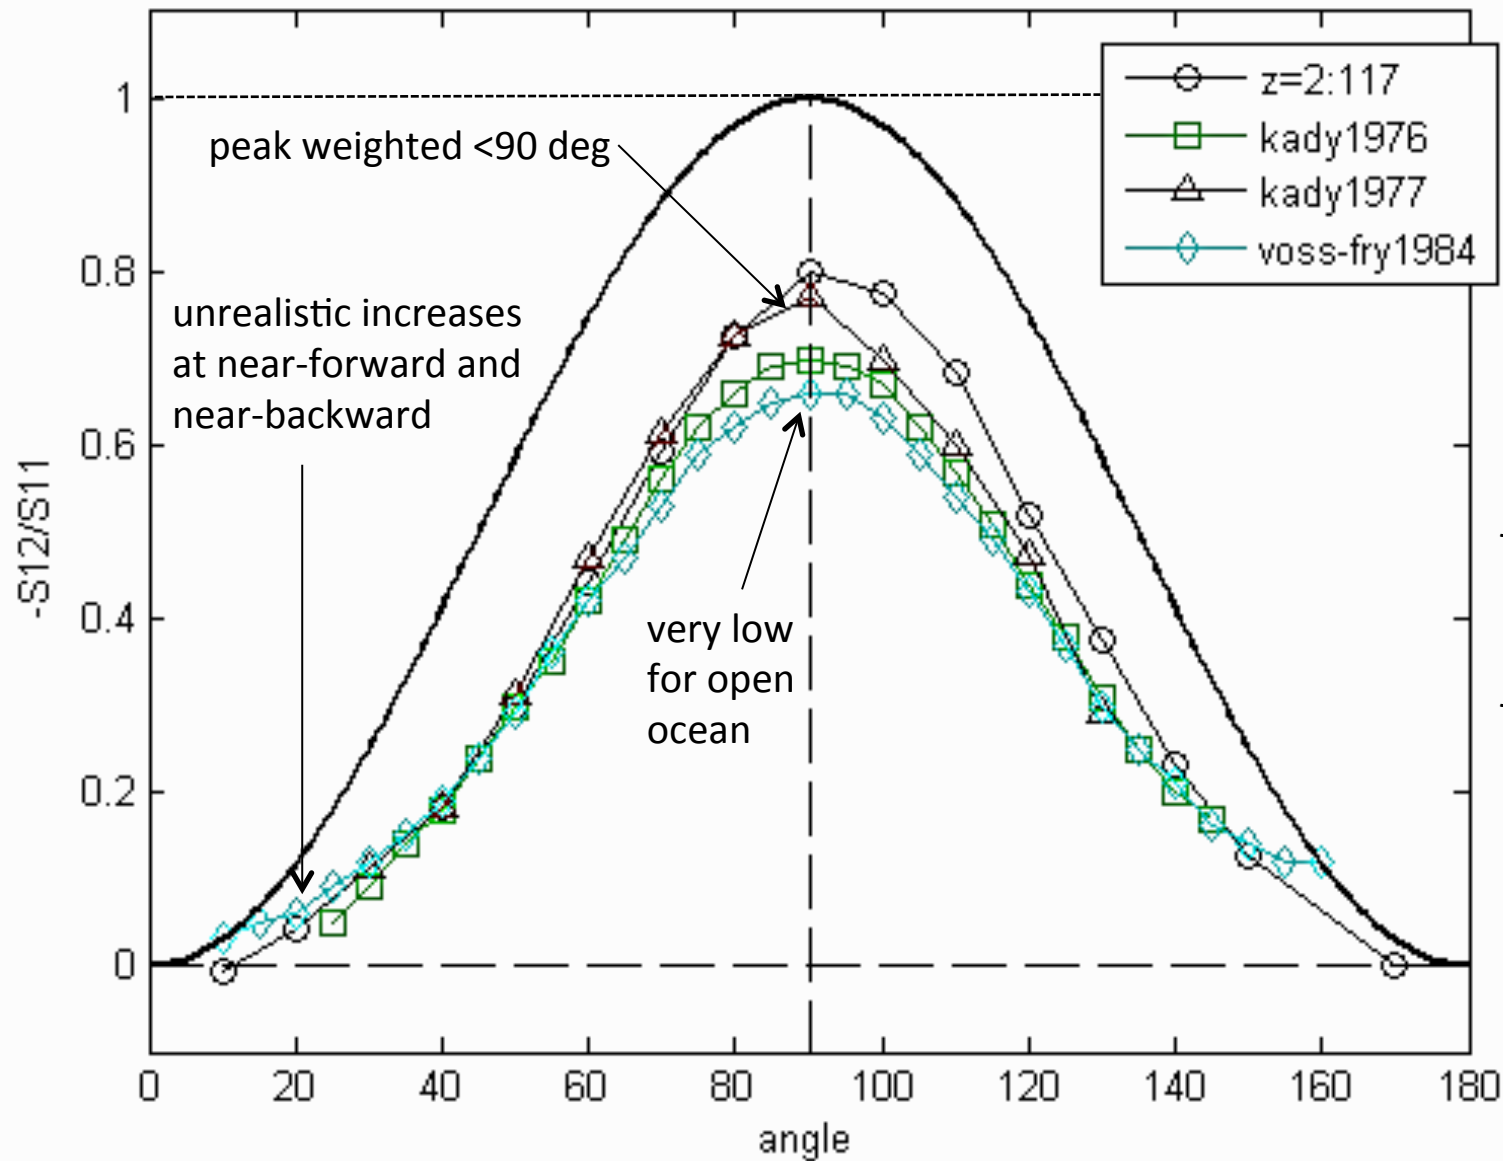 z=2:117
kady1976
kady1977
voss-fry1984
peak weighted <90 deg
unrealistic increases
at near-forward and
near-backward
very low
for open
ocean
-S12/S11
1
0.8
0.6
0.4
0.2
0
0 20 40 60 80 100 120 140 160 180
angle